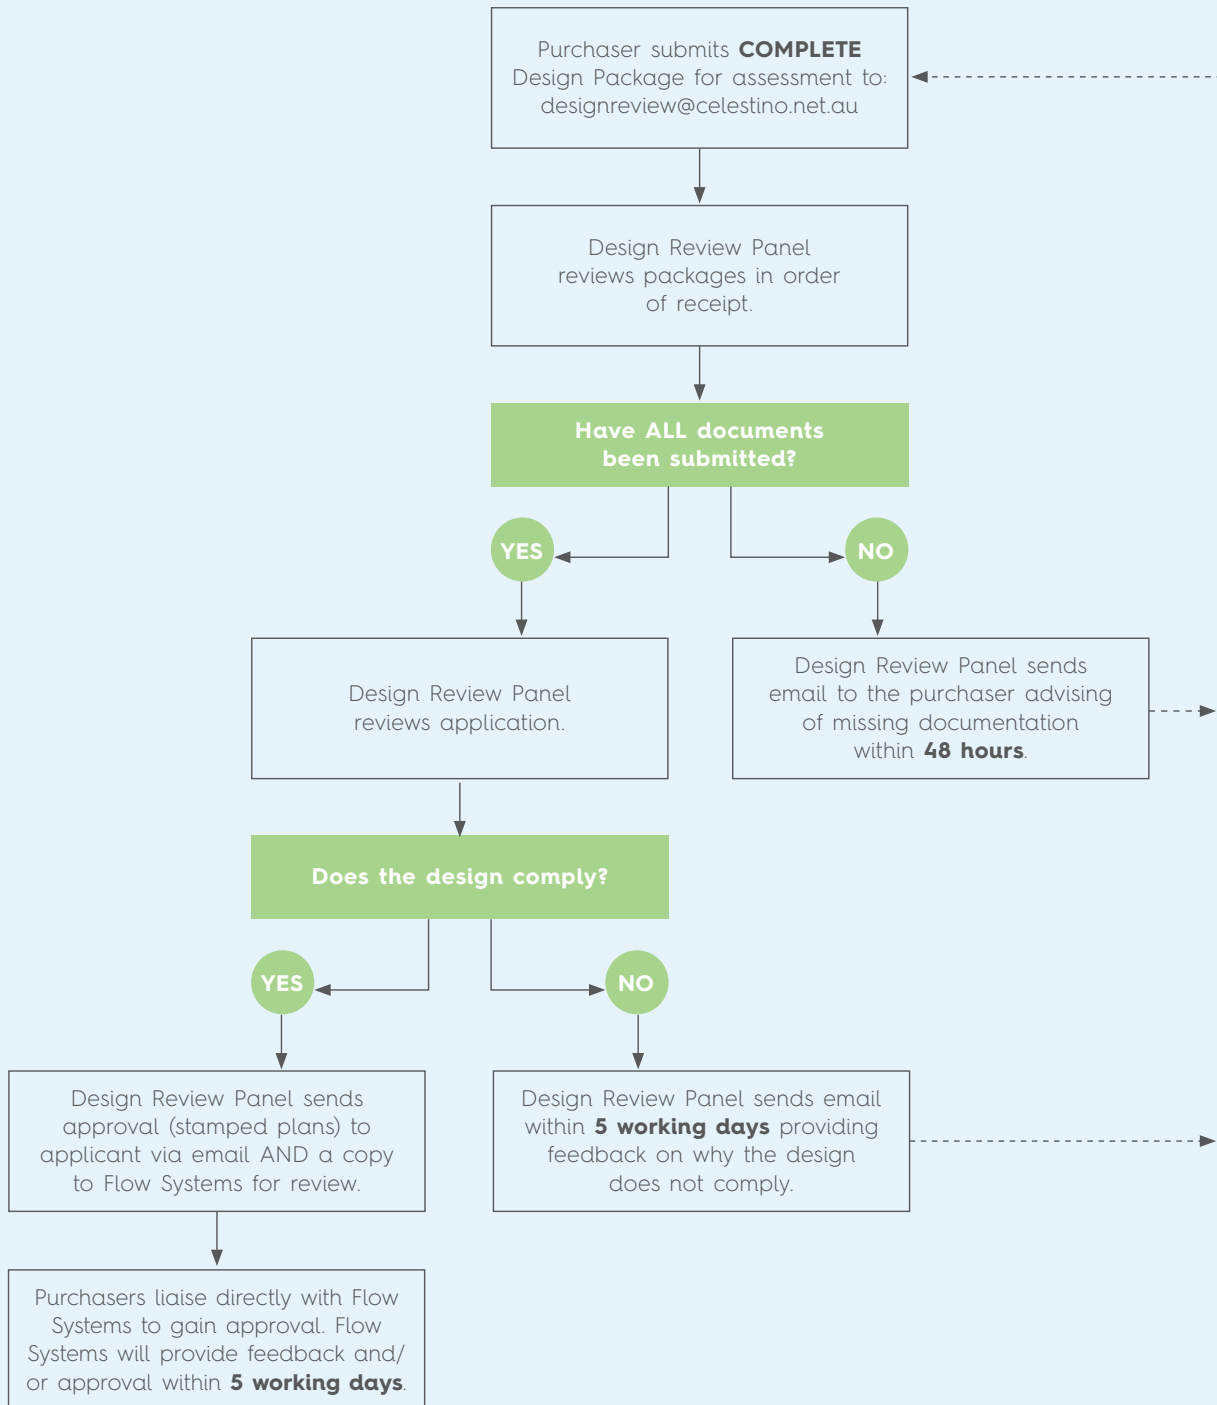 Purchaser submits COMPLETE
Design Package for assessment to:
designreview@celestino.net.au
Design Review Panel
reviews packages in order
of receipt.
Have ALL documents
been submitted?
YES
NO
Design Review Panel
reviews application.
Design Review Panel sends
email to the purchaser advising
of missing documentation
within 48 hours.
Does the design comply?
YES
NO
Design Review Panel sends
approval (stamped plans) to
applicant via email AND a copy
to Flow Systems for review.
Design Review Panel sends email
within 5 working days providing
feedback on why the design
does not comply.
Purchasers liaise directly with Flow
Systems to gain approval. Flow
Systems will provide feedback and/
or approval within 5 working days.